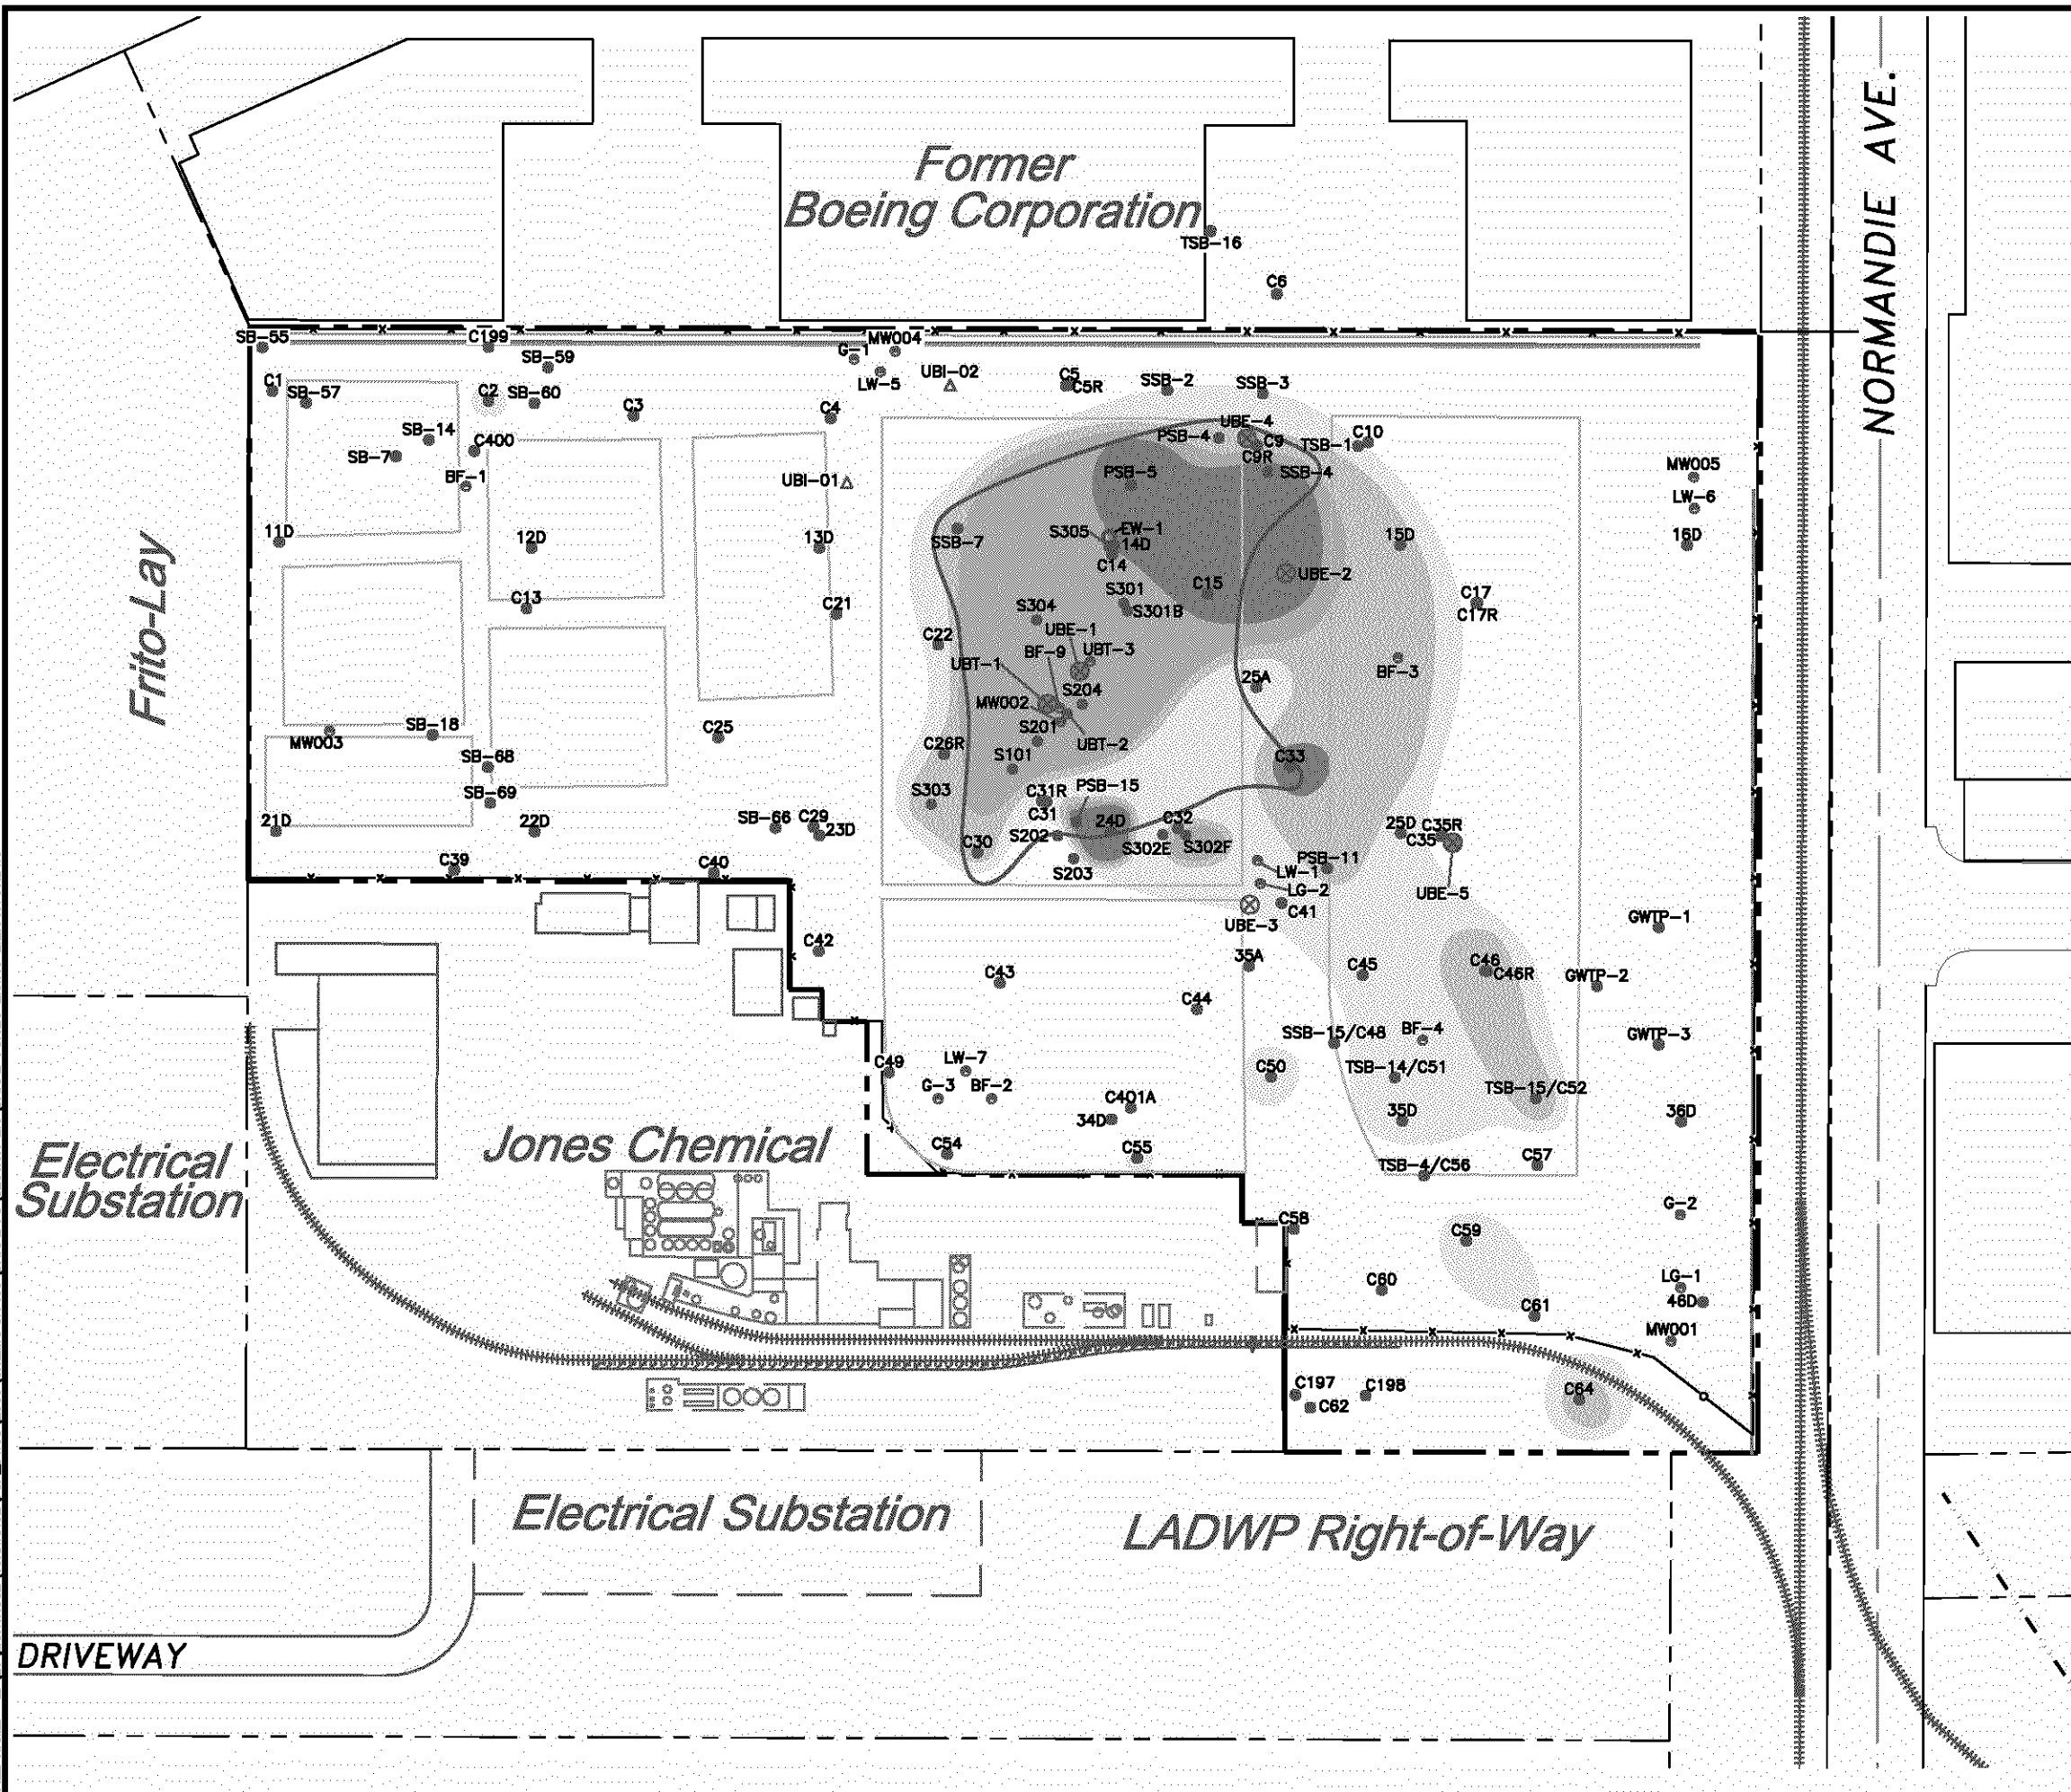 Former
Boeing Corporation
NORMANDIE AVE.
TSB-16
C6
SB-55
C199
SB-59
G-1
MW004
LW-5
UBI-02
C5
C5R
SSB-2
SSB-3
C1
SB-57
C2
SB-60
C3
C4
UBE-4
PSB-4
C9
C9R
TSB-1
C10
SB-14
C400
SB-7
BF-1
UBI-01
PSB-5
SSB-4
MW005
LW-6
11D
12D
13D
SSB-7
S305
EW-1
14D
C14
15D
16D
UBE-2
C15
C17
C17R
Frito-Lay
C13
C21
S304
S301
S301B
C22
UBE-1
BF-9
UBT-3
UBT-1
25A
BF-3
S204
MW002
S201
UBT-2
MW003
SB-18
C25
C26R
S101
SB-68
C33
SB-69
S303
C31R
PSB-15
C31
21D
22D
SB-66
C29
23D
S202
24D
C32
25D
C35R
C35
C30
S302E
S302F
S203
PSB-11
LW-1
LG-2
C39
C40
UBE-5
C41
UBE-3
GWTP-1
C42
35A
C43
C45
C46
C46R
GWTP-2
C44
SSB-15/C48
BF-4
GWTP-3
C49
LW-7
C50
TSB-14/C51
G-3
BF-2
TSB-15/C52
C401A
34D
35D
36D
C54
C55
C57
TSB-4/C56
Jones Chemical
Electrical
Substation
G-2
C58
C59
C60
LG-1
46D
C61
MW001
C197
C198
C62
C64
Electrical Substation
LADWP Right-of-Way
DRIVEWAY